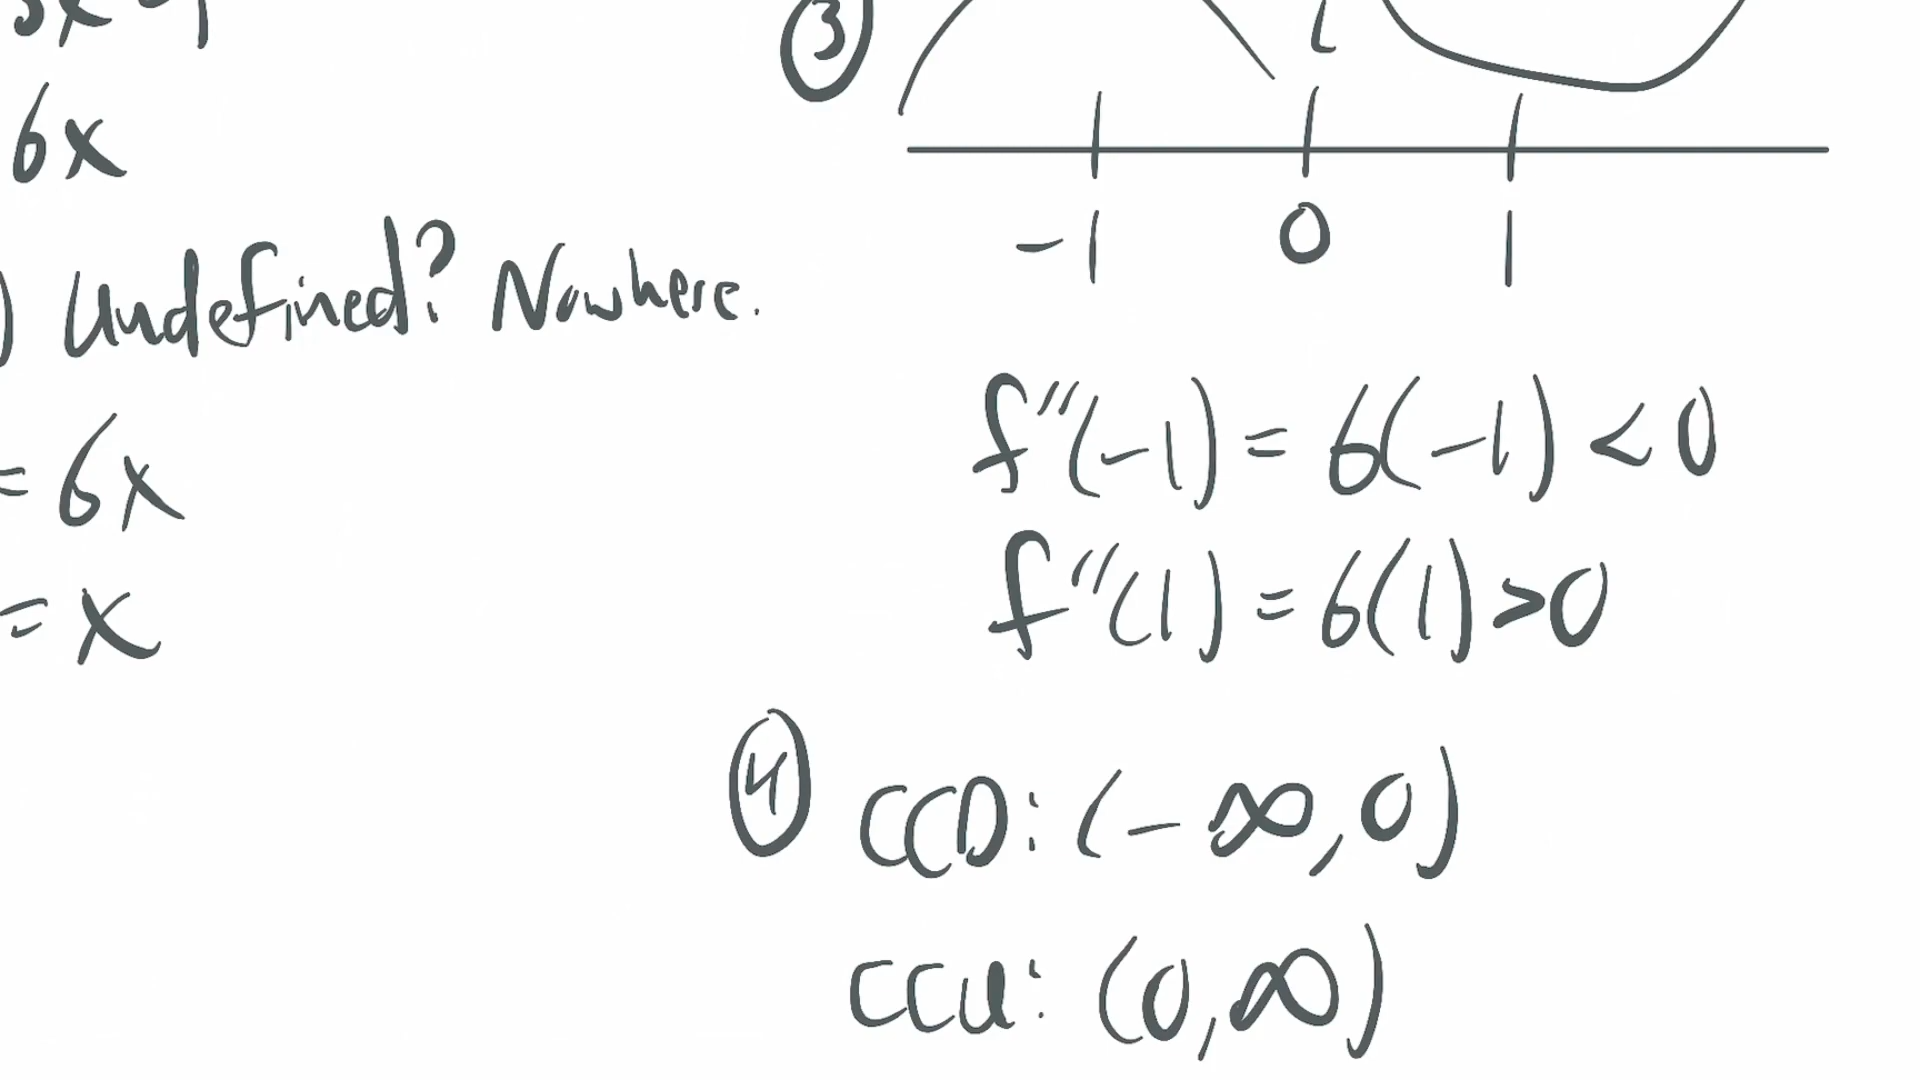 6x
) Undefined? Nowhere.
= 6x
= x
③
-1 0 1
f''(-1) = 6(-1) < 0
f''(1) = 6(1) > 0
④ CCD: (-∞, 0)
CCU: (0, ∞)